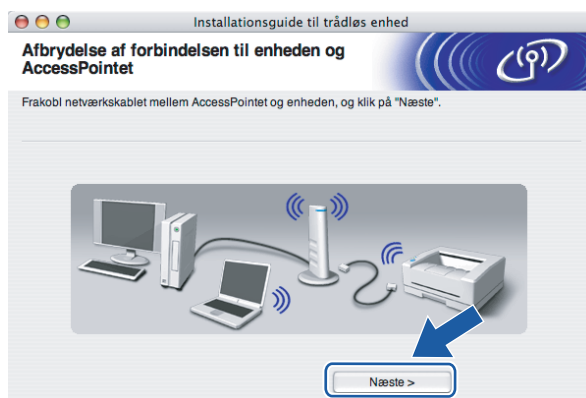 Installationsguide til trådløs enhed
Afbrydelse af forbindelsen til enheden og
AccessPointet
Frakobl netværkskablet mellem AccessPointet og enheden, og klik på "Næste".
Næste >